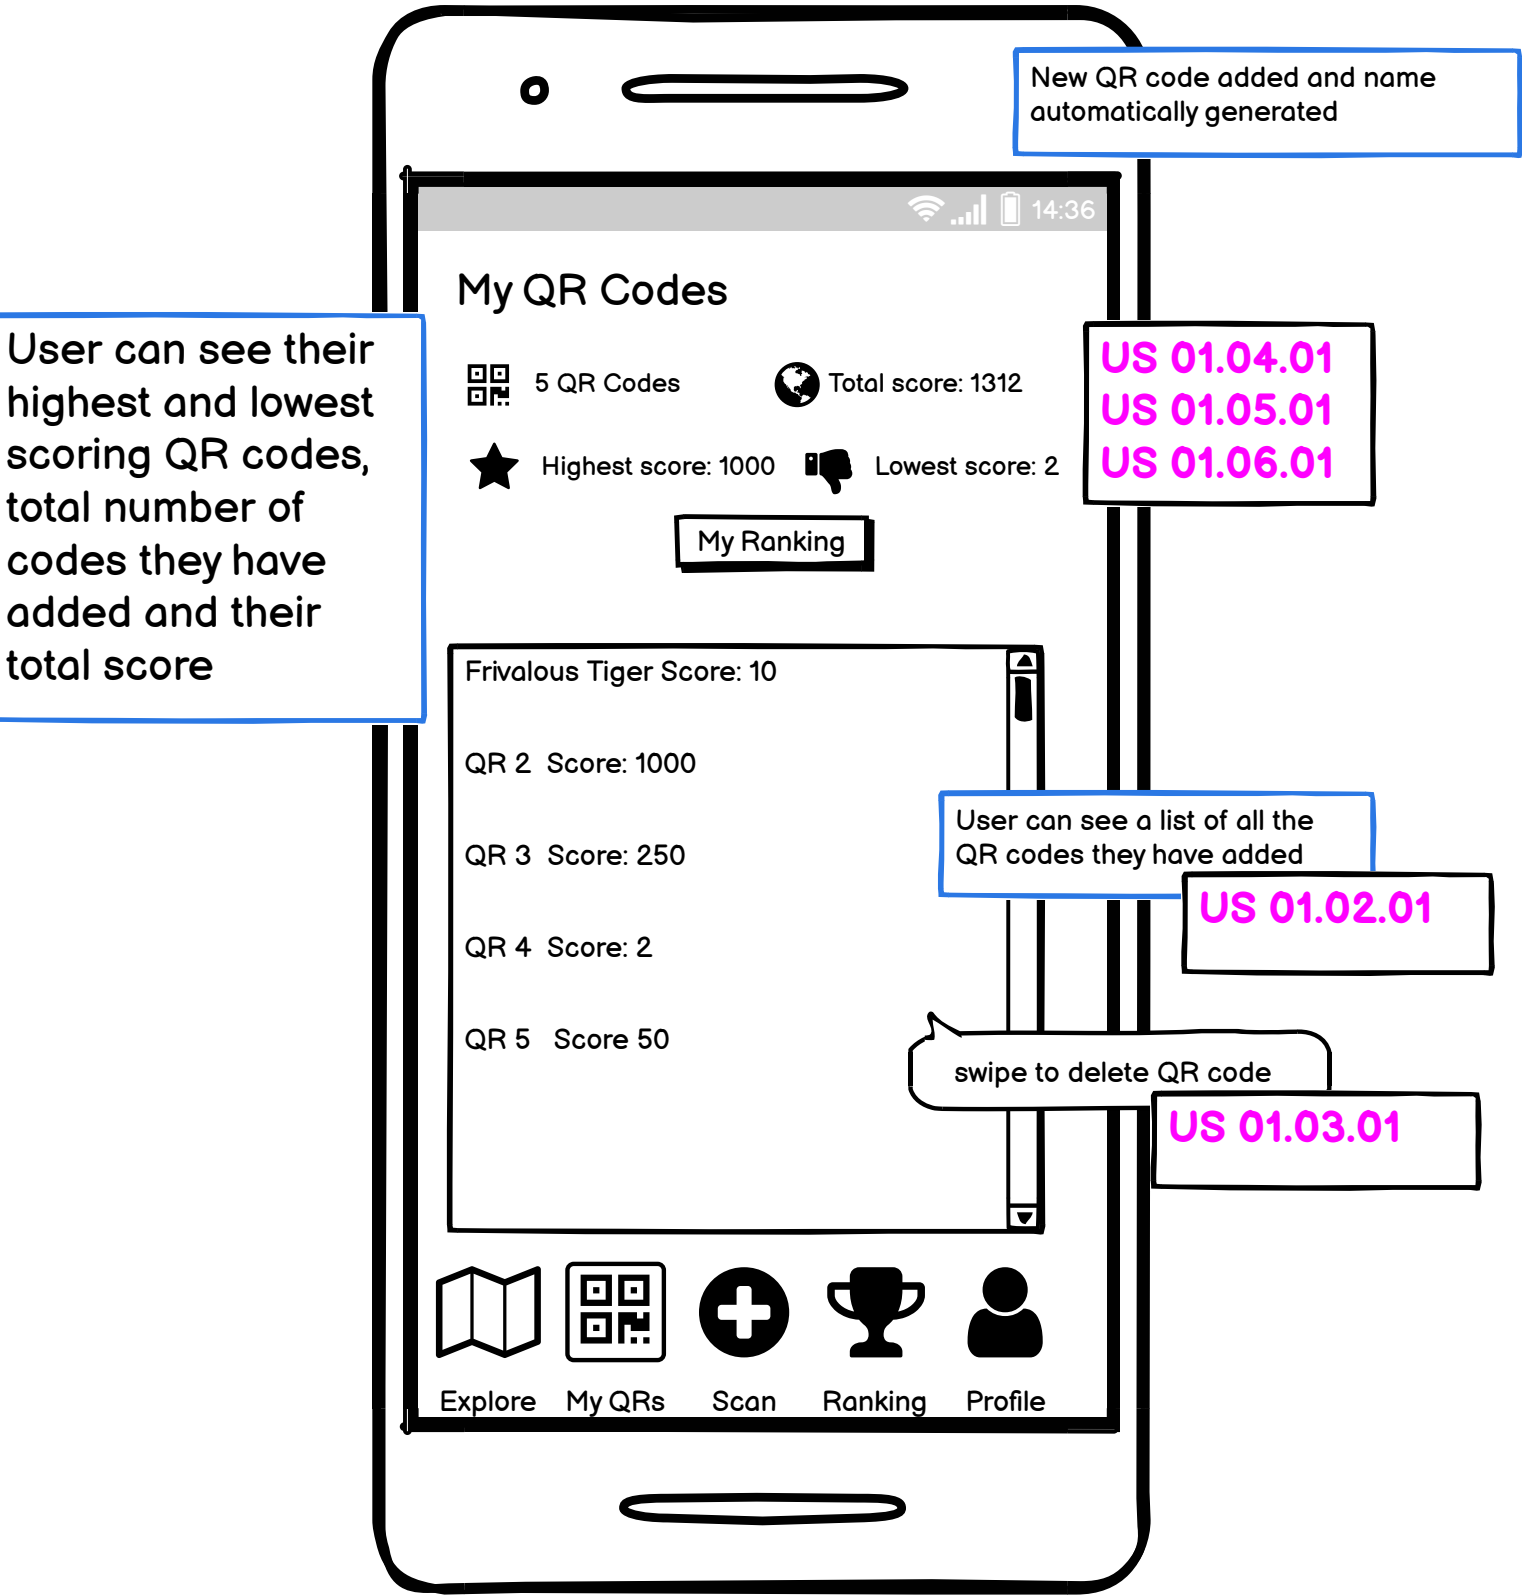 New QR code added and name
automatically generated
14:36
My QR Codes
User can see their
highest and lowest
scoring QR codes,
total number of
codes they have
added and their
total score
5 QR Codes
Total score: 1312
Highest score: 1000
Lowest score: 2
US 01.04.01
US 01.05.01
US 01.06.01
My Ranking
Frivalous Tiger Score: 10
QR 2 Score: 1000
QR 3 Score: 250
QR 4 Score: 2
QR 5 Score 50
User can see a list of all the
QR codes they have added
US 01.02.01
swipe to delete QR code
US 01.03.01
Explore
My QRs
Scan
Ranking
Profile